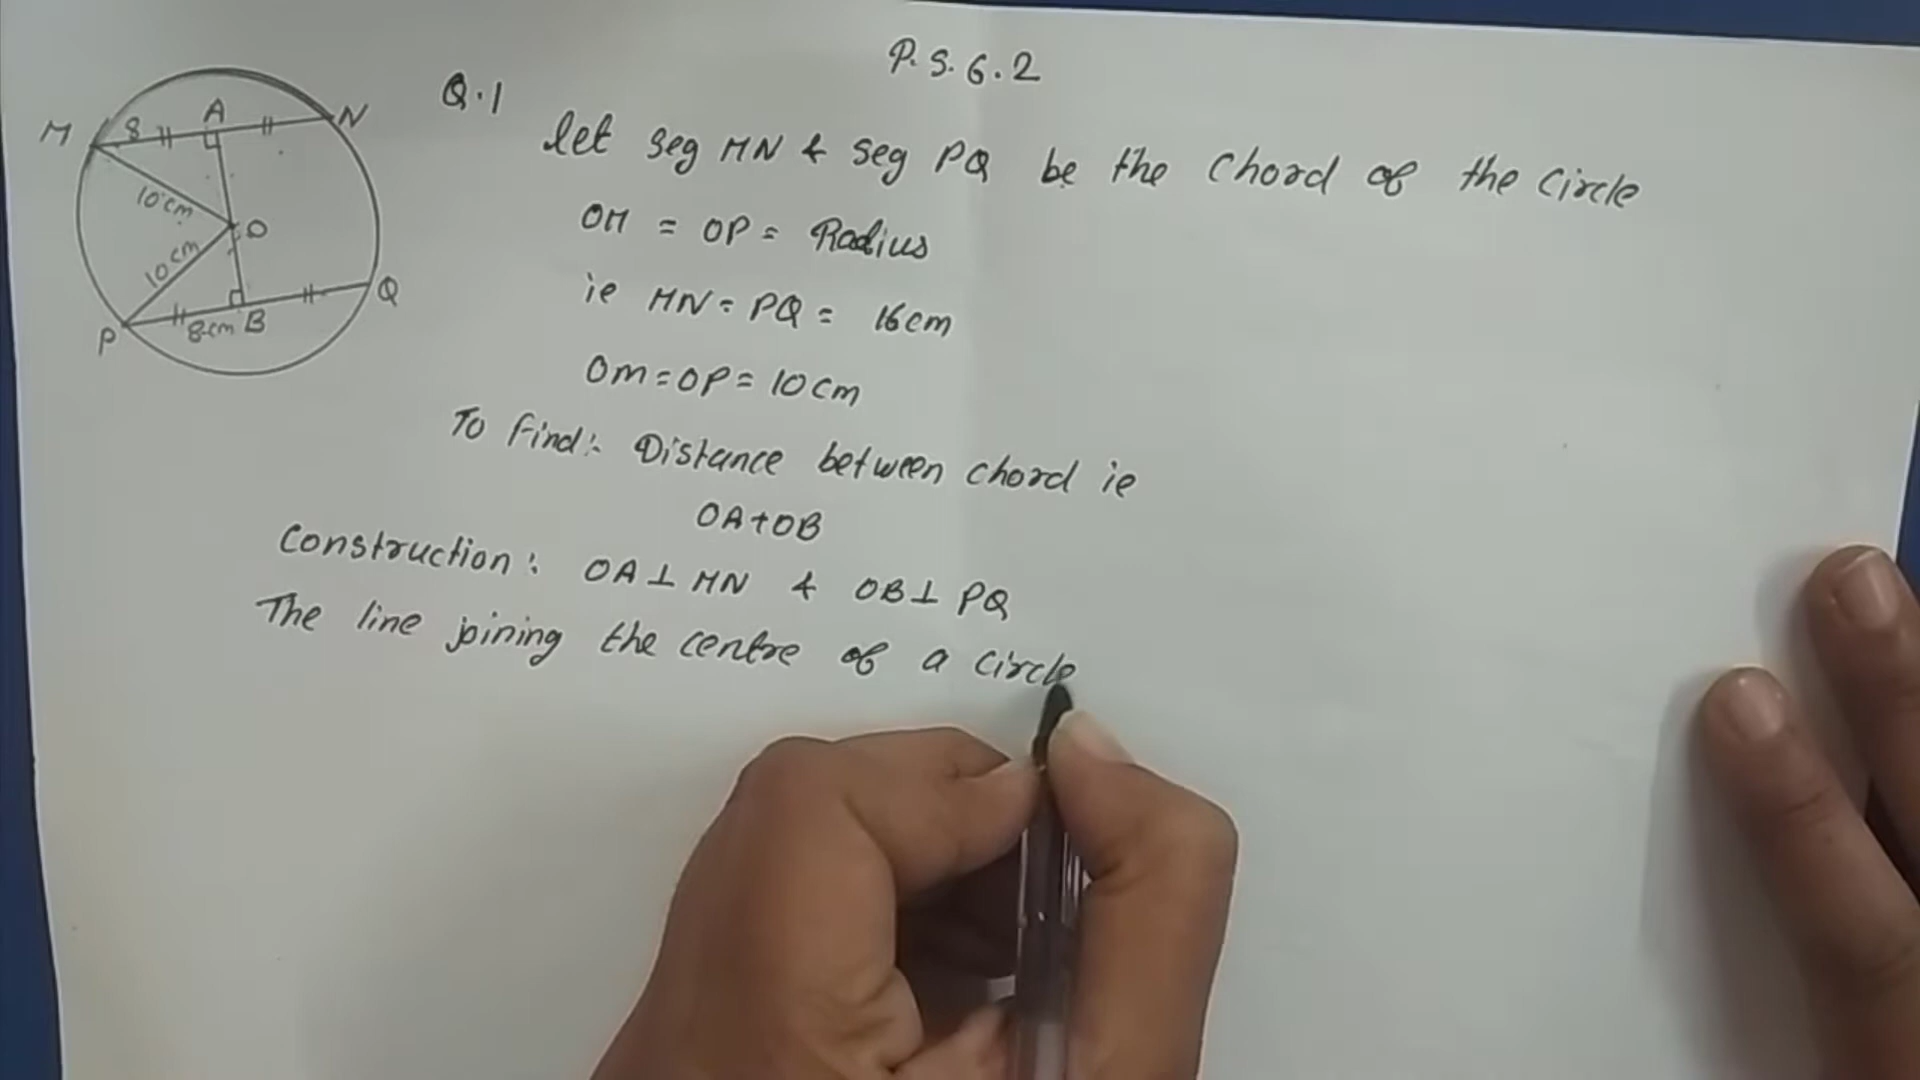 P.S. 6.2
Q.1
let seg MN & seg PQ be the Chord of the Circle
OM = OP = Radius
ie MN = PQ = 16cm
OM = OP = 10cm
To find:- Distance between chord ie
OA + OB
Construction: OA ⊥ MN & OB ⊥ PQ
The line joining the centre of a circle
M
8
A
N
10cm
O
10cm
P
8cm
B
Q